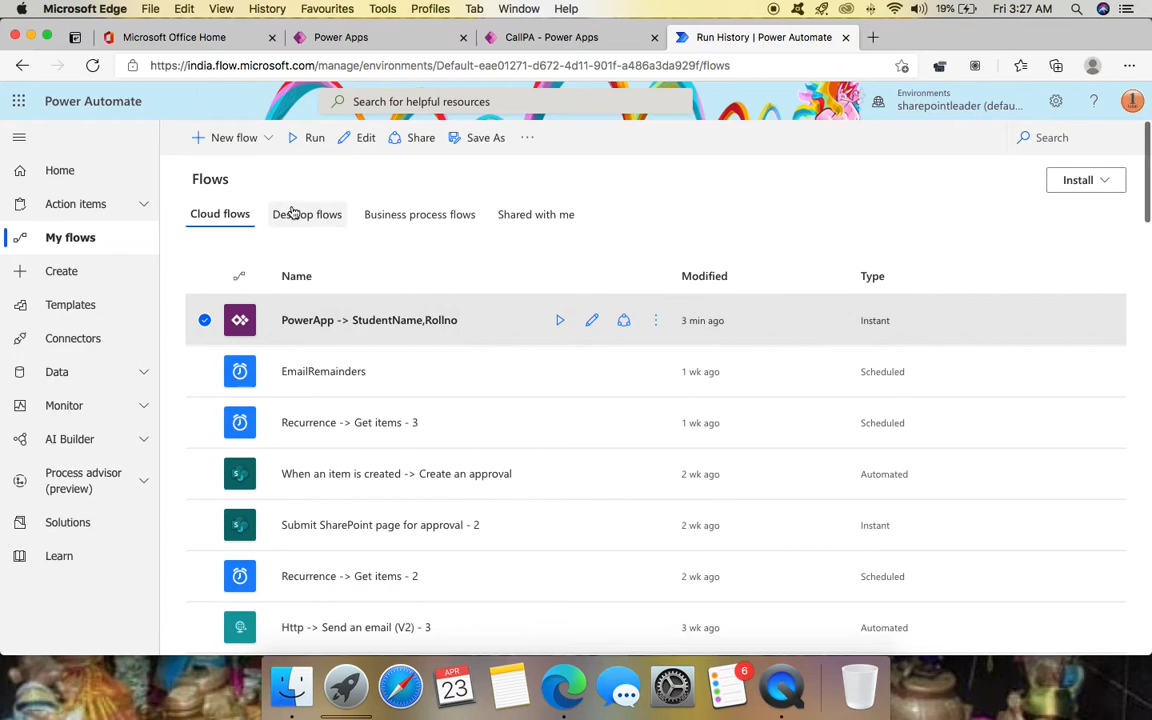 Microsoft Edge File Edit View History Favourites Tools Profiles Tab Window Help 19% Fri 3:27 AM
Microsoft Office Home Power Apps CallPA - Power Apps Run History | Power Automate
https://india.flow.microsoft.com/manage/environments/Default-eae01271-d672-4d11-901f-a486a3da929f/flows
Power Automate Search for helpful resources
Environments
sharepointleader (defau...
New flow Run Edit Share Save As ... Search
Flows Install
Cloud flows Desktop flows Business process flows Shared with me
Home
Action items
My flows
Create
Templates
Connectors
Data
Monitor
AI Builder
Process advisor
(preview)
Solutions
Learn
Name Modified Type
PowerApp -> StudentName,Rollno 3 min ago Instant
EmailRemainders 1 wk ago Scheduled
Recurrence -> Get items - 3 1 wk ago Scheduled
When an item is created -> Create an approval 2 wk ago Automated
Submit SharePoint page for approval - 2 2 wk ago Instant
Recurrence -> Get items - 2 2 wk ago Scheduled
Http -> Send an email (V2) - 3 3 wk ago Automated
APR
23
6